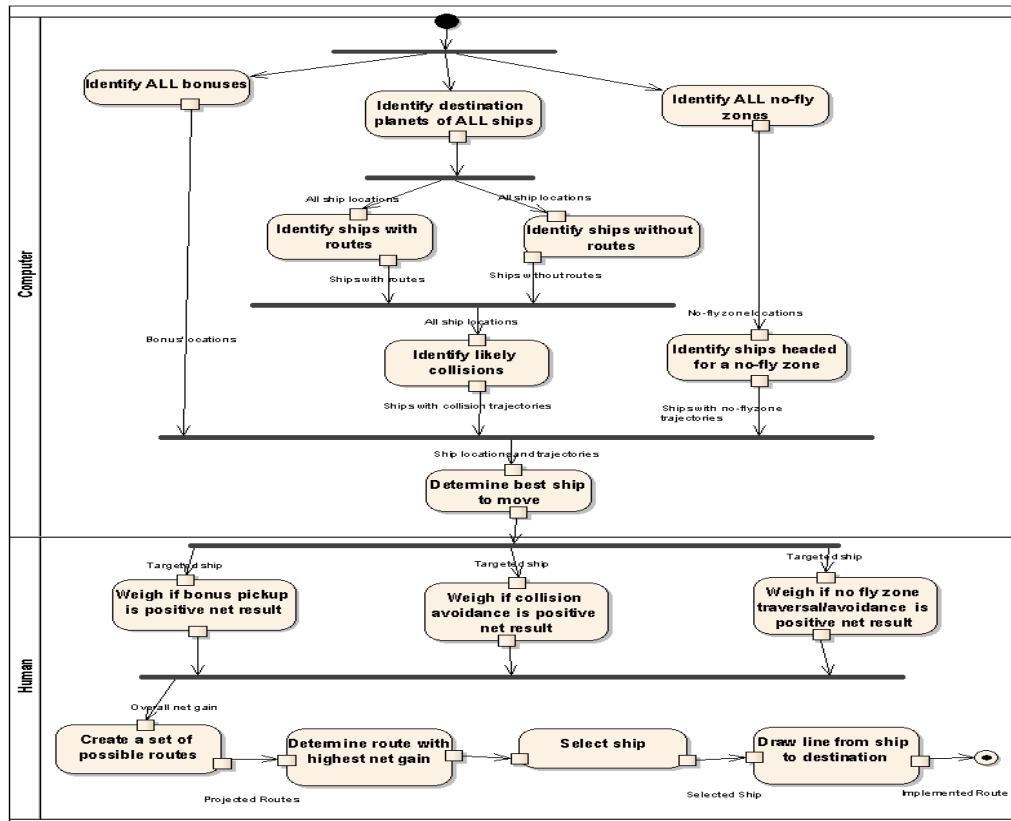 Computer
Identify ALL bonuses
Identify destination
planets of ALL ships
Identify ALL no-fly
zones
All ship locations
All ship locations
Identify ships with
routes
Identify ships without
routes
Ships with routes
Ships without routes
All ship locations
No-fly zone locations
Bonus locations
Identify likely
collisions
Identify ships headed
for a no-fly zone
Ships with collision trajectories
Ships with no-fly zone
trajectories
Ship locations and trajectories
Determine best ship
to move
Human
Targeted ship
Targeted ship
Targeted ship
Weigh if bonus pickup
is positive net result
Weigh if collision
avoidance is positive
net result
Weigh if no fly zone
traversal/avoidance is
positive net result
Overall net gain
Create a set of
possible routes
Determine route with
highest net gain
Select ship
Draw line from ship
to destination
Projected Routes
Selected Ship
Implemented Route